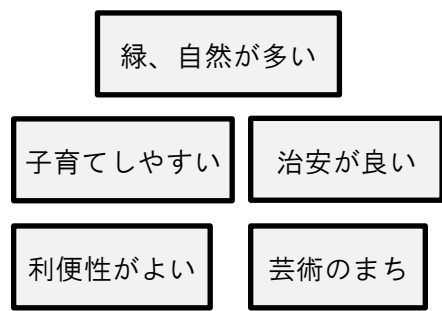 緑、自然が多い
子育てしやすい
治安が良い
利便性がよい
芸術のまち